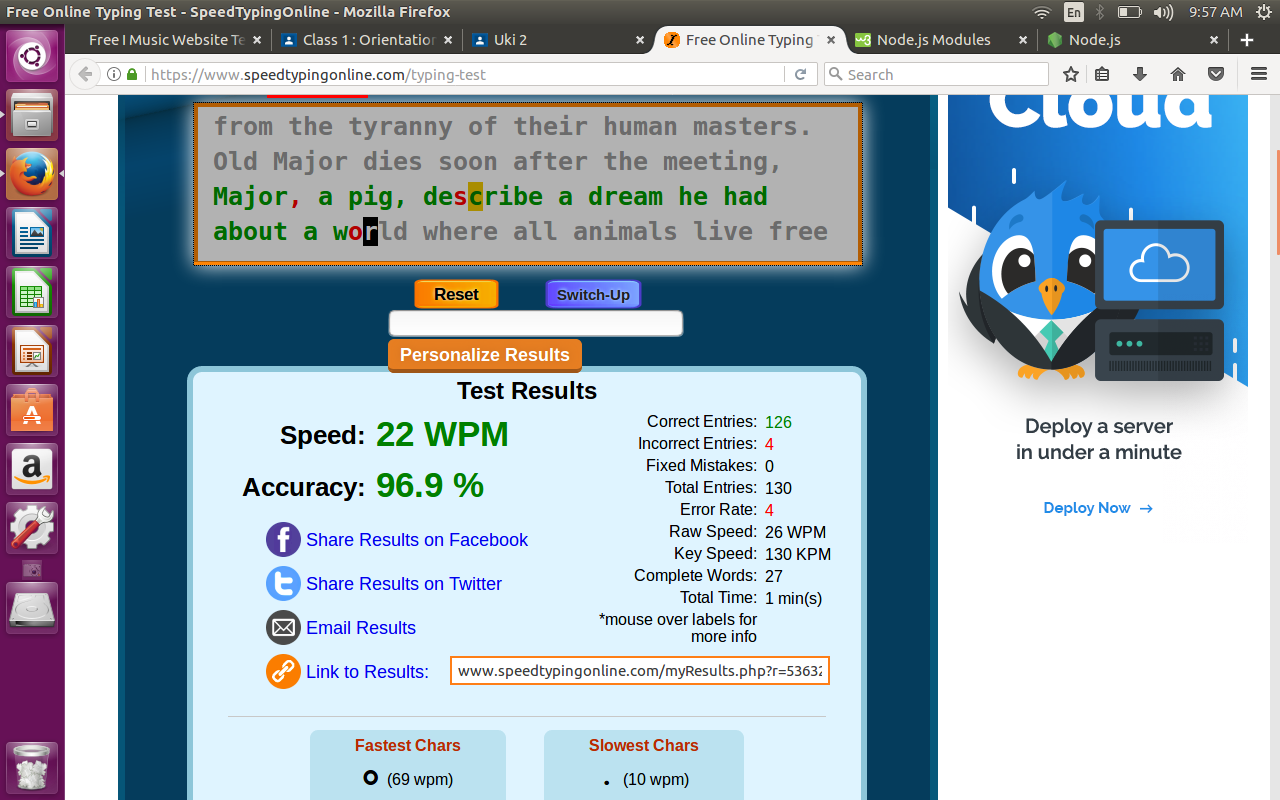 Free Online Typing Test - SpeedTypingOnline - Mozilla Firefox
En
9:57 AM
Free I Music Website Te
Class 1 : Orientation
Uki 2
Free Online Typing
Node.js Modules
Node.js
https://www.speedtypingonline.com/typing-test
Search
from the tyranny of their human masters.
Old Major dies soon after the meeting,
Major, a pig, describe a dream he had
about a world where all animals live free
Reset
Switch-Up
Personalize Results
Test Results
Speed: 22 WPM
Accuracy: 96.9 %
Share Results on Facebook
Share Results on Twitter
Email Results
Link to Results: www.speedtypingonline.com/myResults.php?r=5363
Correct Entries: 126
Incorrect Entries: 4
Fixed Mistakes: 0
Total Entries: 130
Error Rate: 4
Raw Speed: 26 WPM
Key Speed: 130 KPM
Complete Words: 27
Total Time: 1 min(s)
*mouse over labels for
more info
Fastest Chars
o (69 wpm)
Slowest Chars
. (10 wpm)
Cloud
Deploy a server
in under a minute
Deploy Now →